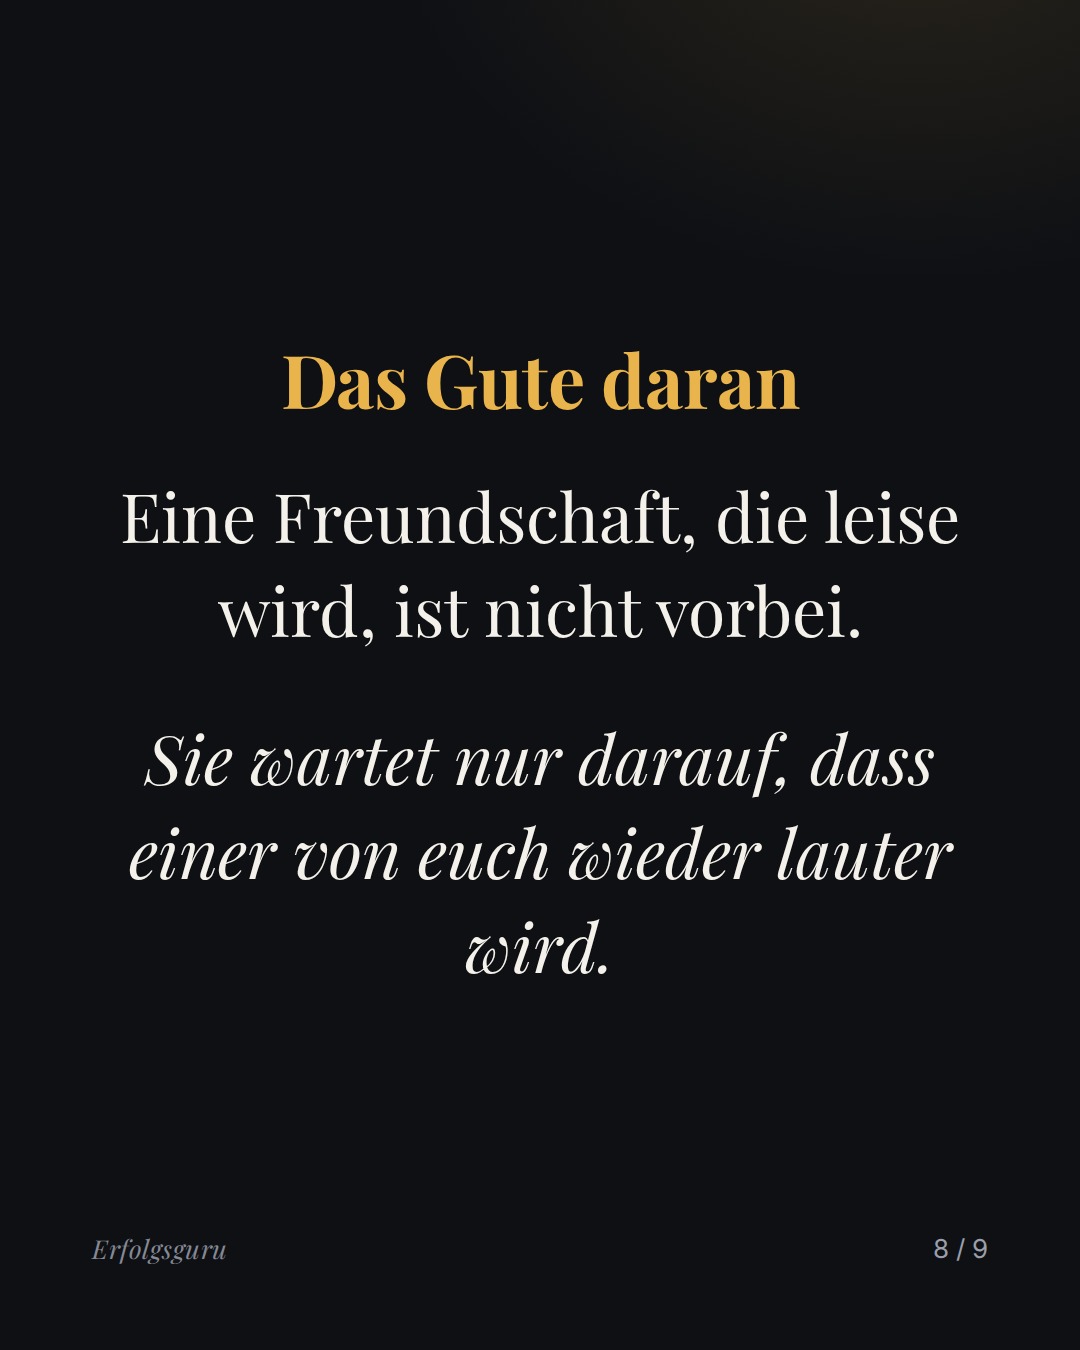 Das Gute daran
Eine Freundschaft, die leise
wird, ist nicht vorbei.
Sie wartet nur darauf, dass
einer von euch wieder lauter
wird.
Erfolgsguru
8 / 9